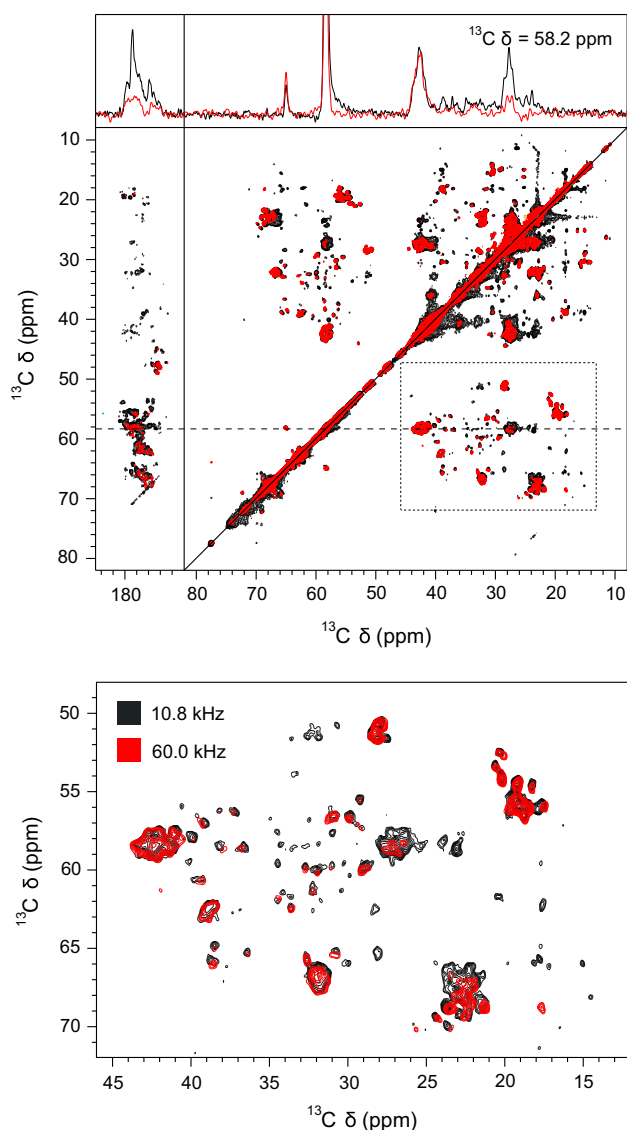 ¹³C δ = 58.2 ppm
10
20
30
40
50
60
70
80
¹³C δ (ppm)
180 80 70 60 50 40 30 20 10
¹³C δ (ppm)
10.8 kHz
60.0 kHz
50
55
60
65
70
¹³C δ (ppm)
45 40 35 30 25 20 15
¹³C δ (ppm)